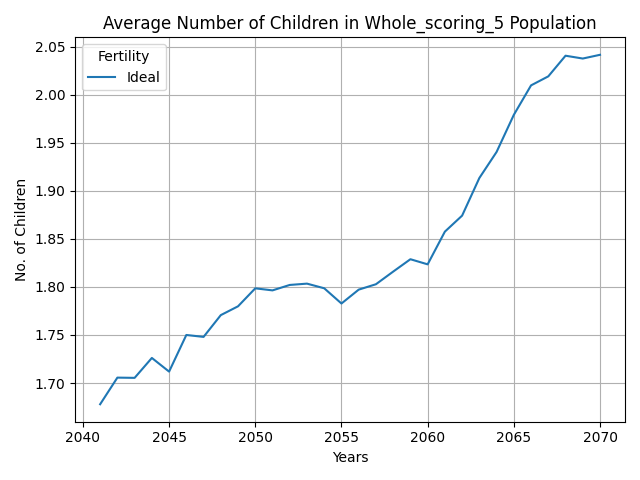 Average Number of Children in Whole_scoring_5 Population
Fertility
Ideal
No. of Children
2.05
2.00
1.95
1.90
1.85
1.80
1.75
1.70
2040 2045 2050 2055 2060 2065 2070
Years